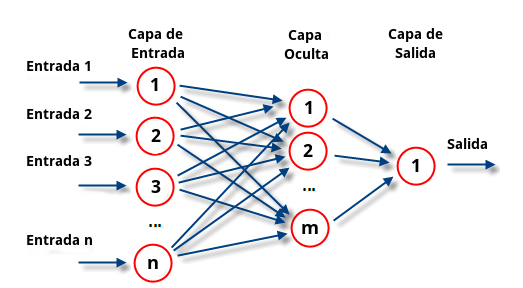 Capa de
Entrada
Capa
Oculta
Capa de
Salida
Entrada 1
Entrada 2
Entrada 3
Entrada n
1
2
3
...
n
1
2
...
m
1
Salida